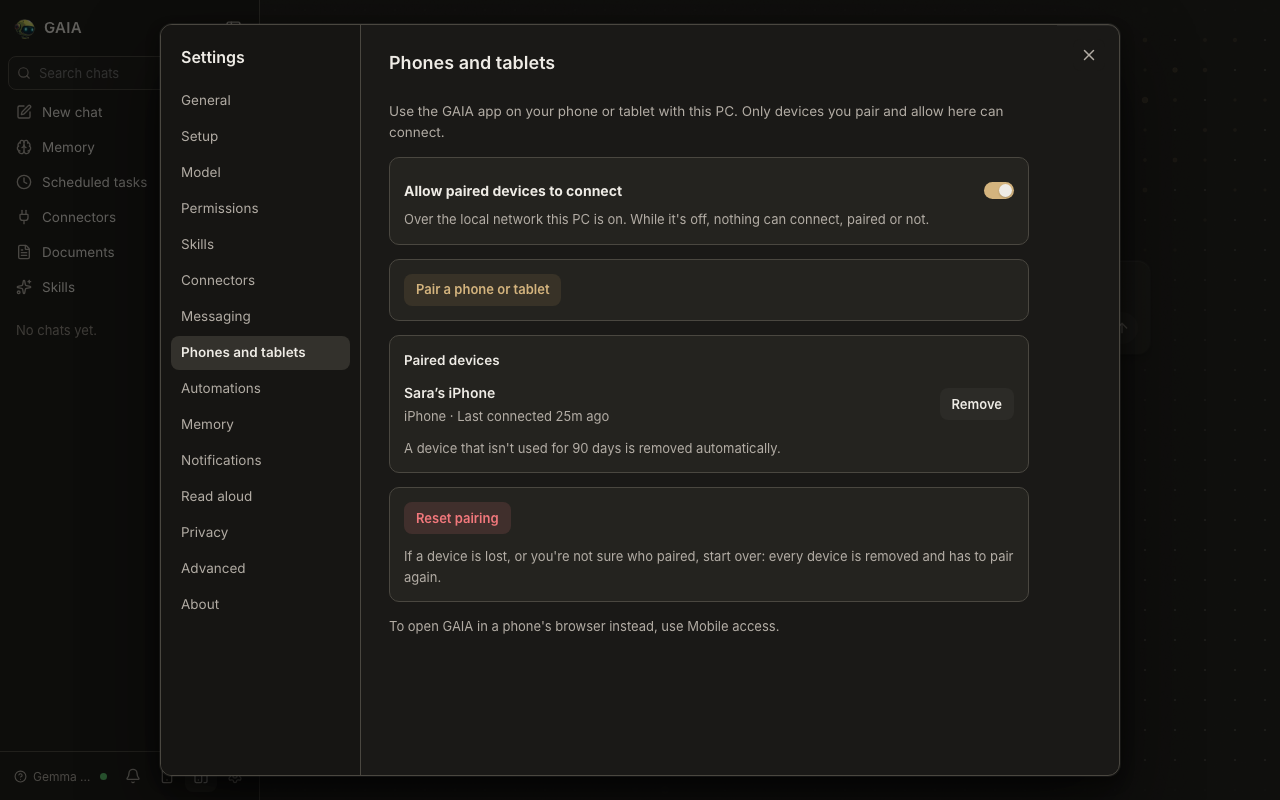 GAIA
Search chats
New chat
Memory
Scheduled tasks
Connectors
Documents
Skills
No chats yet.
Gemma ...
Settings
General
Setup
Model
Permissions
Skills
Connectors
Messaging
Phones and tablets
Automations
Memory
Notifications
Read aloud
Privacy
Advanced
About
Phones and tablets
Use the GAIA app on your phone or tablet with this PC. Only devices you pair and allow here can
connect.
Allow paired devices to connect
Over the local network this PC is on. While it's off, nothing can connect, paired or not.
Pair a phone or tablet
Paired devices
Sara's iPhone
iPhone · Last connected 25m ago
Remove
A device that isn't used for 90 days is removed automatically.
Reset pairing
If a device is lost, or you're not sure who paired, start over: every device is removed and has to pair
again.
To open GAIA in a phone's browser instead, use Mobile access.